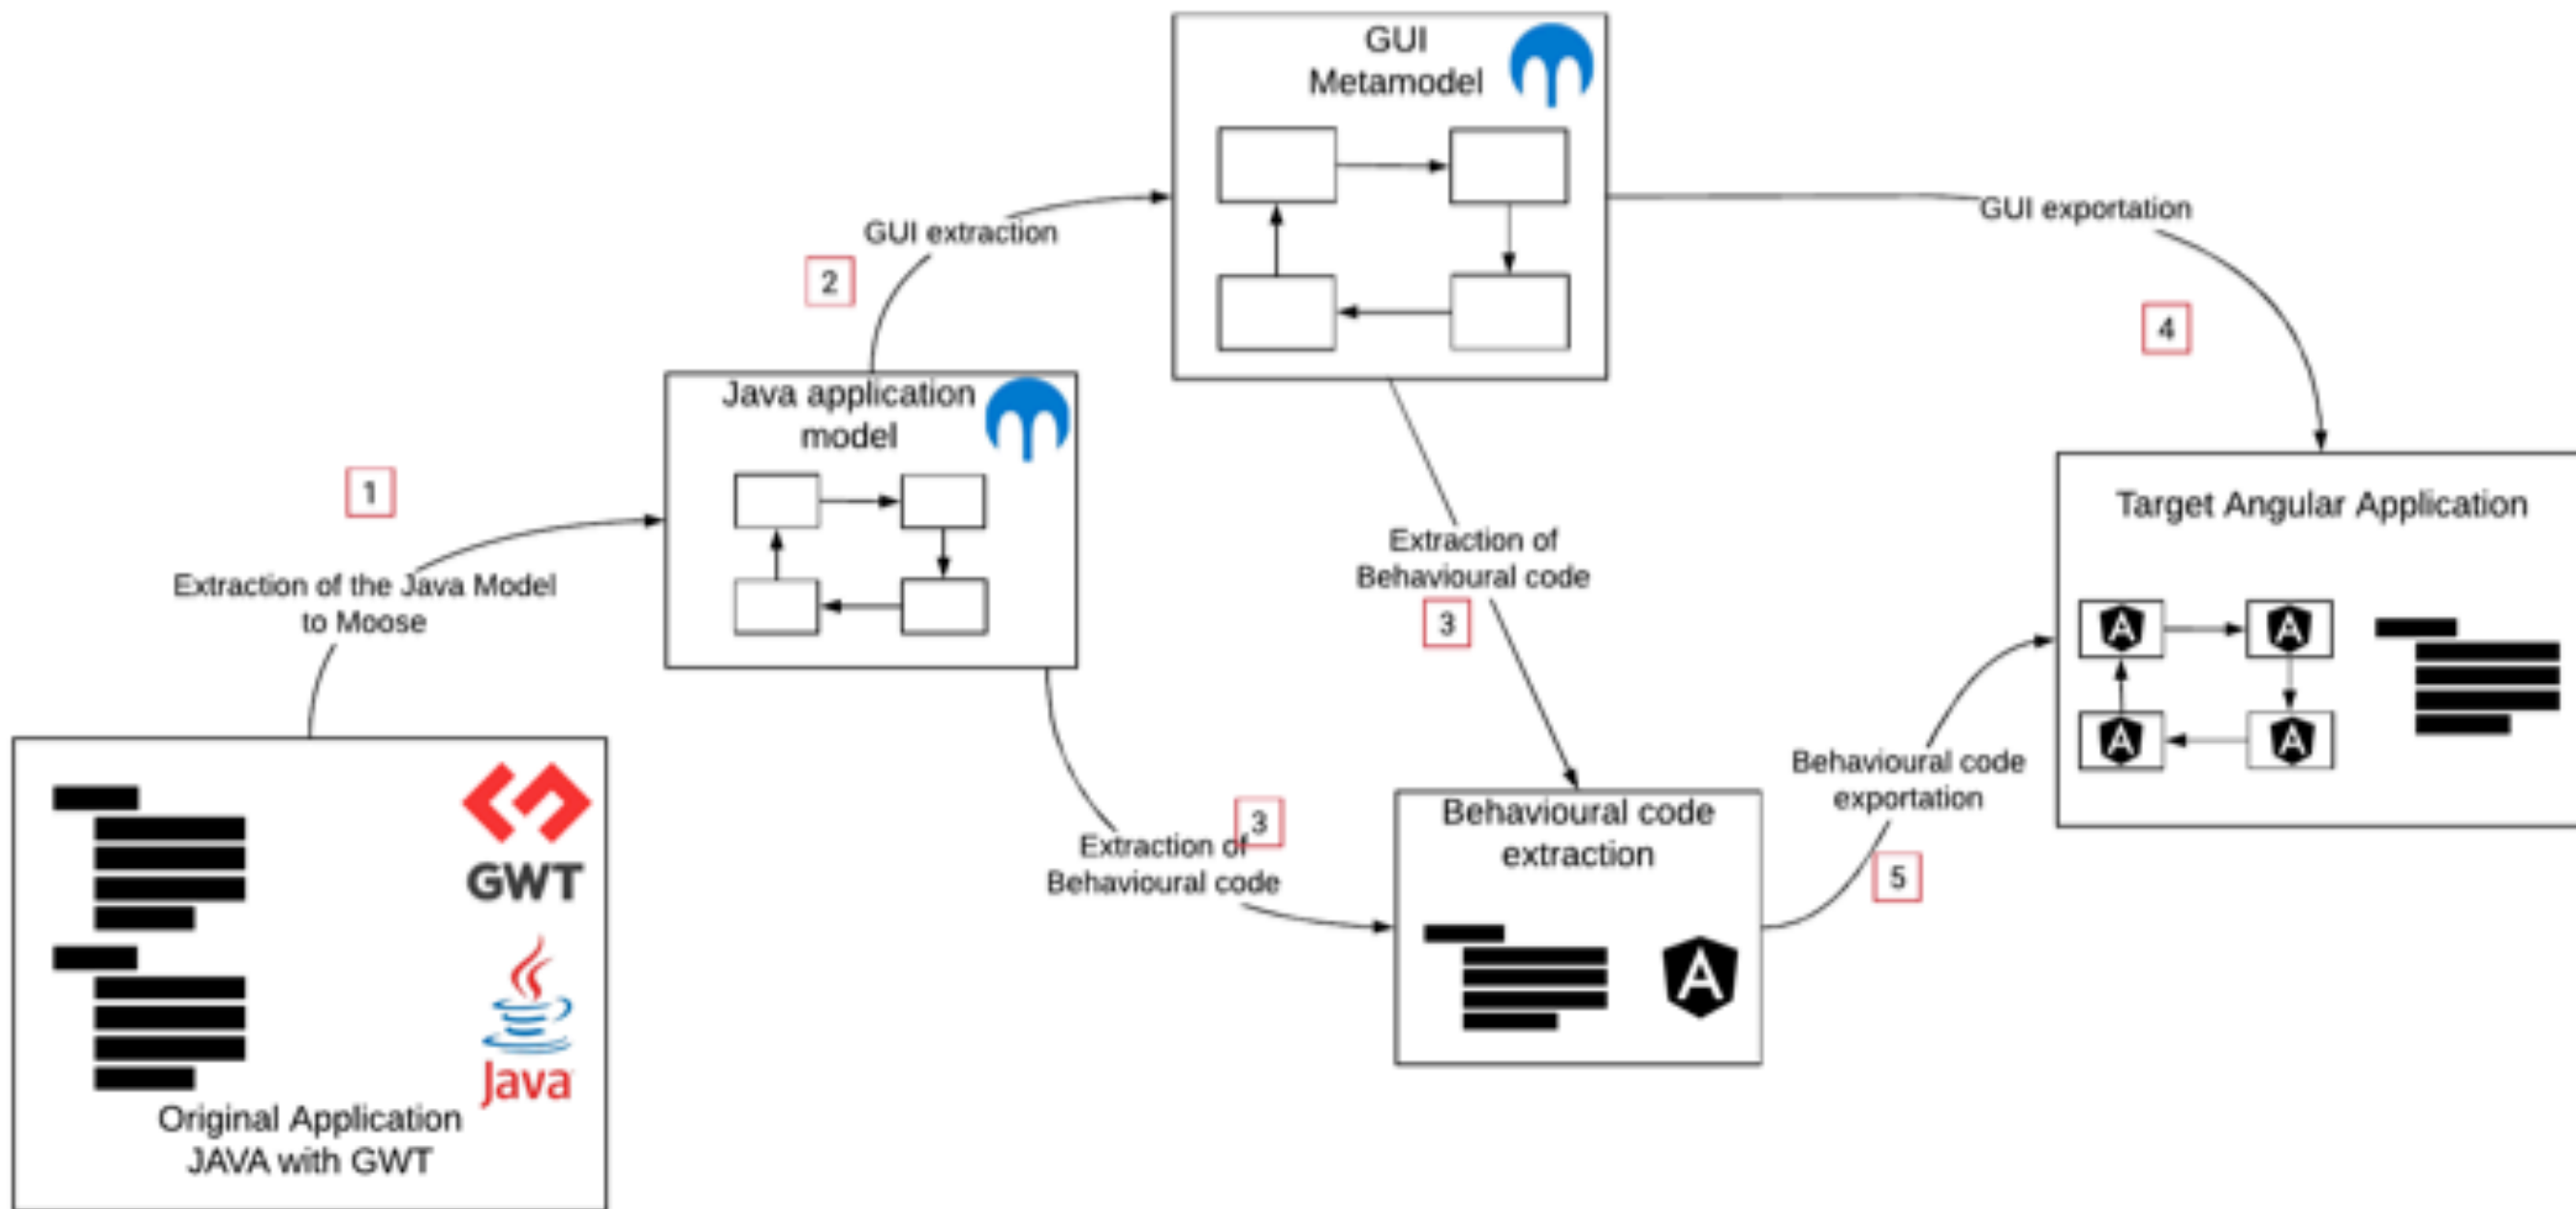 GUI
Metamodel
GUI extraction
GUI exportation
2
4
Java application
model
1
Extraction of the Java Model
to Moose
Extraction of
Behavioural code
3
Target Angular Application
A
A
A
A
GWT
Java
Original Application
JAVA with GWT
3
Extraction of
Behavioural code
Behavioural code
extraction
A
Behavioural code
exportation
5